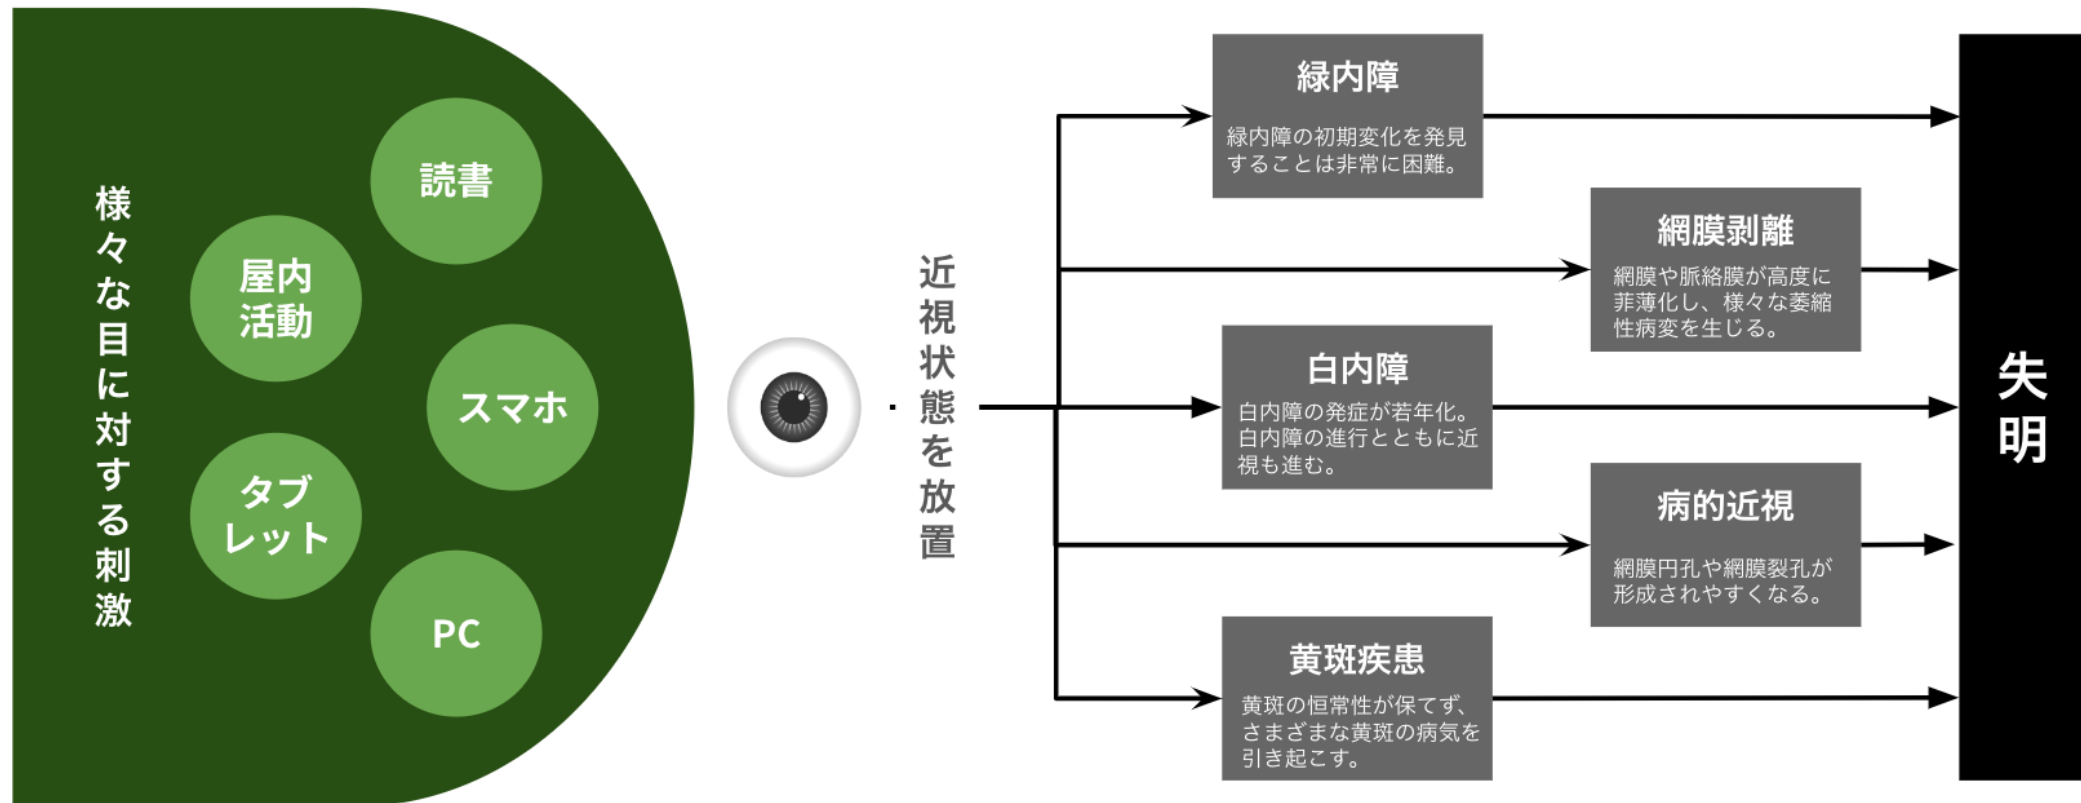 様々な目に対する刺激
読書
屋内
活動
スマホ
タブ
レット
PC
近視状態を放置
緑内障
緑内障の初期変化を発見
することは非常に困難。
網膜剥離
網膜や脈絡膜が高度に
菲薄化し、様々な萎縮
性病変を生じる。
白内障
白内障の発症が若年化。
白内障の進行とともに近
視も進む。
病的近視
網膜円孔や網膜裂孔が
形成されやすくなる。
黄斑疾患
黄斑の恒常性が保てず、
さまざまな黄斑の病気を
引き起こす。
失明